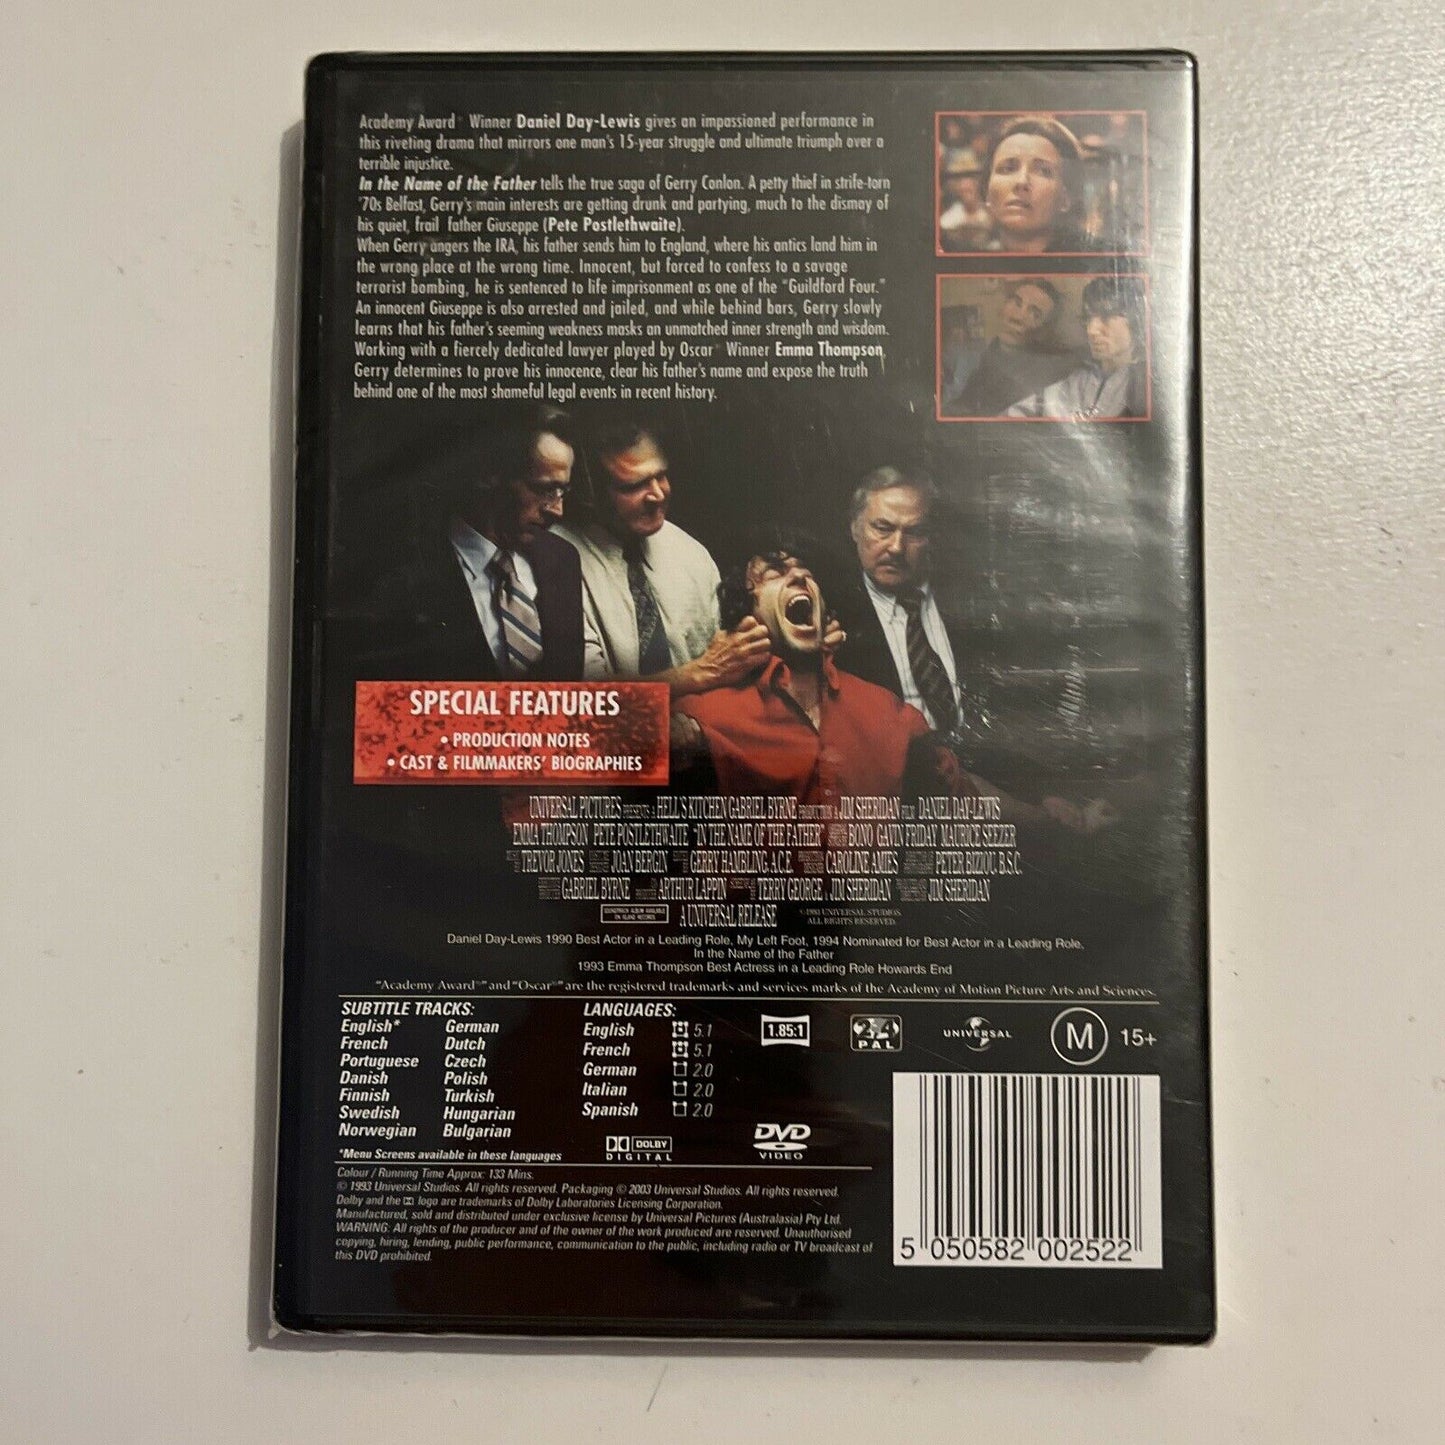 Academy Award® Winner Daniel Day-Lewis gives an impassioned performance in
this riveting drama that mirrors one man's 15-year struggle and ultimate triumph over a
terrible injustice.
In the Name of the Father tells the true saga of Gerry Conlon. A petty thief in strife-torn
'70s Belfast, Gerry's main interests are getting drunk and partying, much to the dismay of
his quiet, frail father Giuseppe (Pete Postlethwaite).
When Gerry angers the IRA, his father sends him to England, where his antics land him in
the wrong place at the wrong time. Innocent, but forced to confess to a savage
terrorist bombing, he is sentenced to life imprisonment as one of the "Guildford Four."
An innocent Giuseppe is also arrested and jailed, and while behind bars, Gerry slowly
learns that his father's seeming weakness masks an unmatched inner strength and wisdom.
Working with a fiercely dedicated lawyer played by Oscar® Winner Emma Thompson,
Gerry determines to prove his innocence, clear his father's name and expose the truth
behind one of the most shameful legal events in recent history.
SPECIAL FEATURES
• PRODUCTION NOTES
• CAST & FILMMAKERS' BIOGRAPHIES
UNIVERSAL PICTURES PRESENTS A HELL'S KITCHEN/GABRIEL BYRNE PRODUCTION A JIM SHERIDAN FILM DANIEL DAY-LEWIS
EMMA THOMPSON PETE POSTLETHWAITE "IN THE NAME OF THE FATHER" BONO GAVIN FRIDAY MAURICE SEEZER
TREVOR JONES JOAN BERGIN GERRY HAMBLING, A.C.E. CAROLINE AMIES PETER BIZIOU, B.S.C.
GABRIEL BYRNE ARTHUR LAPPIN TERRY GEORGE & JIM SHERIDAN JIM SHERIDAN
SOUNDTRACK ALBUM AVAILABLE ON ISLAND RECORDS A UNIVERSAL RELEASE ©1993 UNIVERSAL STUDIOS.
ALL RIGHTS RESERVED.
Daniel Day-Lewis 1990 Best Actor in a Leading Role, My Left Foot, 1994 Nominated for Best Actor in a Leading Role,
In the Name of the Father
1993 Emma Thompson Best Actress in a Leading Role Howards End
"Academy Award®" and "Oscar®" are the registered trademarks and services marks of the Academy of Motion Picture Arts and Sciences.
SUBTITLE TRACKS:
English* German
French Dutch
Portuguese Czech
Danish Polish
Finnish Turkish
Swedish Hungarian
Norwegian Bulgarian
*Menu Screens available in these languages
LANGUAGES:
English 5.1
French 5.1
German 2.0
Italian 2.0
Spanish 2.0
DOLBY
DIGITAL
DVD
VIDEO
1.85:1
2.4
PAL
UNIVERSAL
M 15+
Colour / Running Time Approx: 133 Mins.
© 1993 Universal Studios. All rights reserved. Packaging © 2003 Universal Studios. All rights reserved.
Dolby and the logo are trademarks of Dolby Laboratories Licensing Corporation.
Manufactured, sold and distributed under exclusive license by Universal Pictures (Australasia) Pty Ltd.
WARNING: All rights of the producer and of the owner of the work produced are reserved. Unauthorised
copying, hiring, lending, public performance, communication to the public, including radio or TV broadcast of
this DVD prohibited.
5 050582 002522